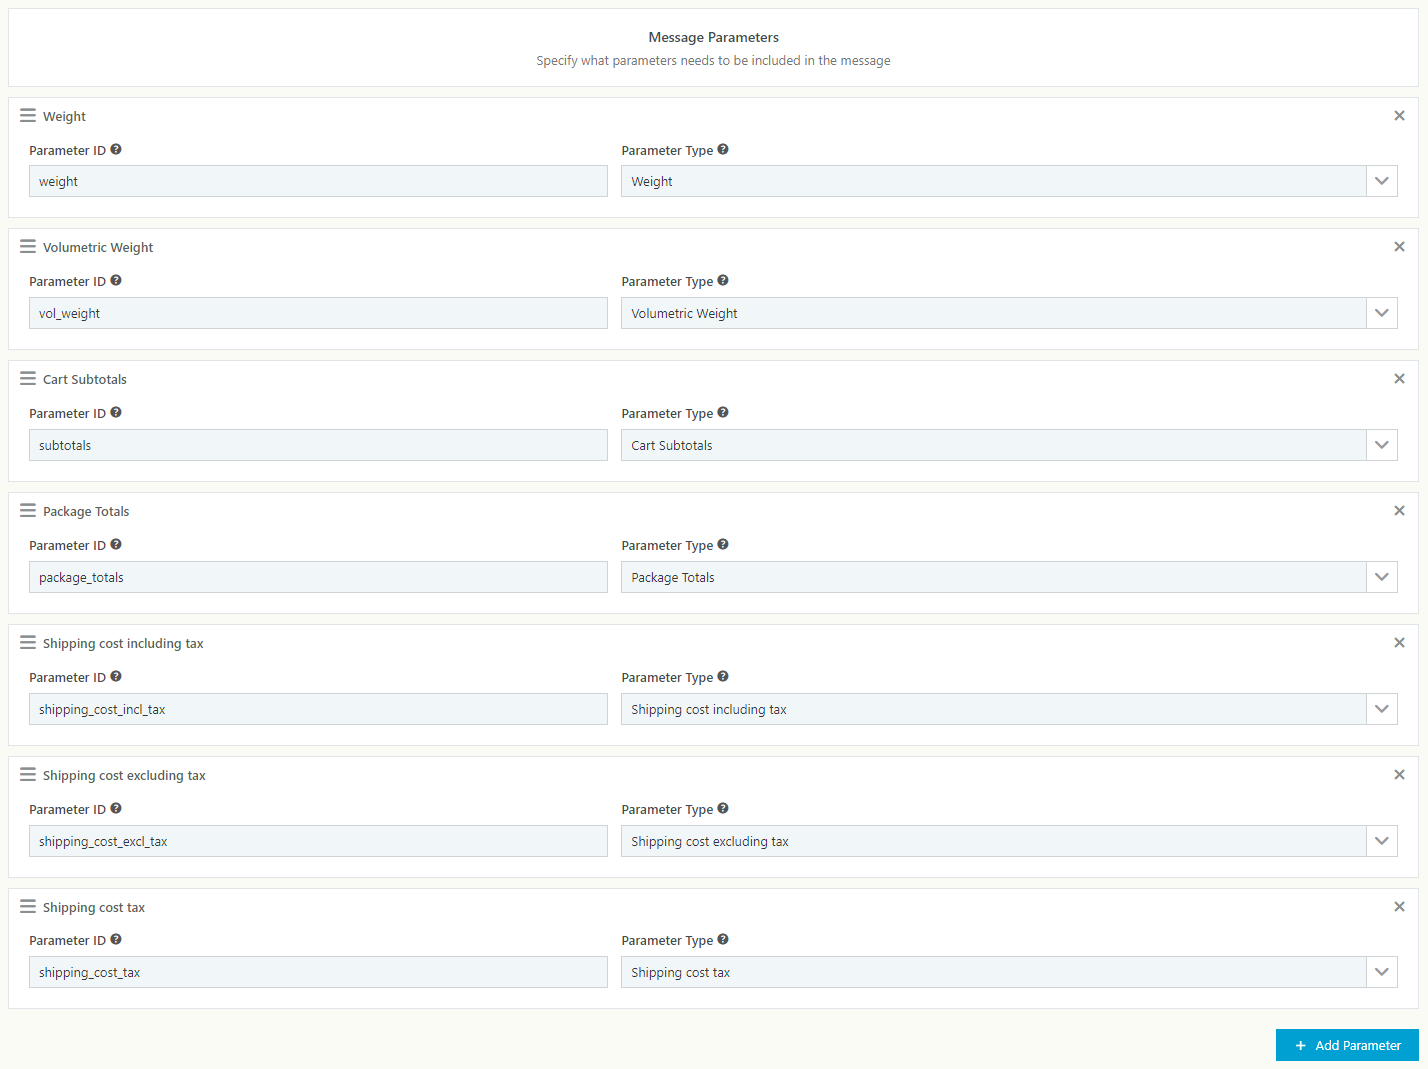 Message Parameters
Specify what parameters needs to be included in the message
Weight
Parameter ID Parameter Type
weight Weight
Volumetric Weight
Parameter ID Parameter Type
vol_weight Volumetric Weight
Cart Subtotals
Parameter ID Parameter Type
subtotals Cart Subtotals
Package Totals
Parameter ID Parameter Type
package_totals Package Totals
Shipping cost including tax
Parameter ID Parameter Type
shipping_cost_incl_tax Shipping cost including tax
Shipping cost excluding tax
Parameter ID Parameter Type
shipping_cost_excl_tax Shipping cost excluding tax
Shipping cost tax
Parameter ID Parameter Type
shipping_cost_tax Shipping cost tax
+ Add Parameter